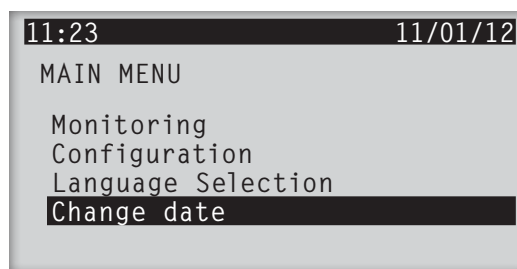 11:23 11/01/12
MAIN MENU
Monitoring
Configuration
Language Selection
Change date